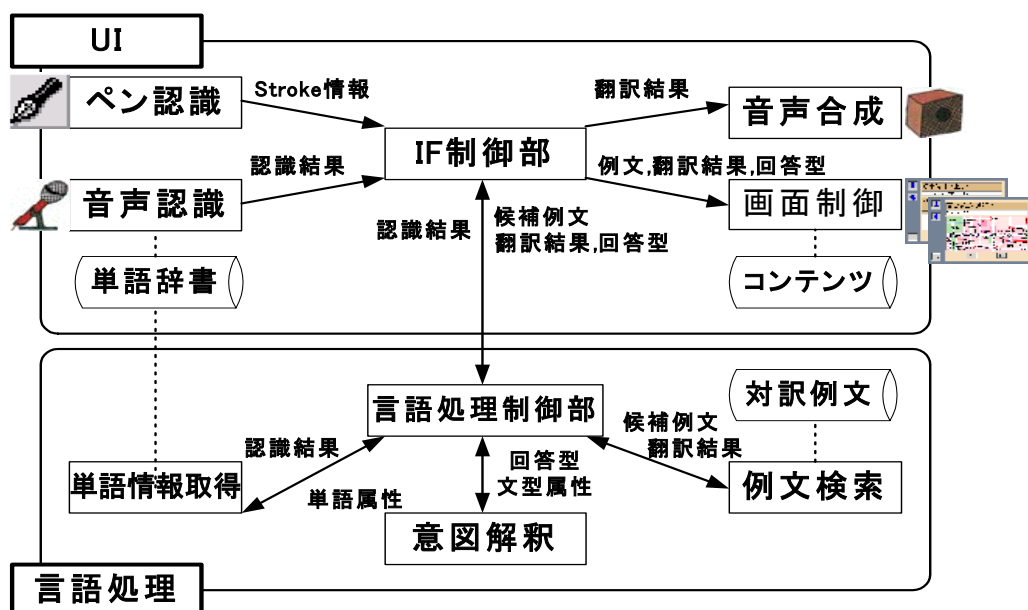 UI
ペン認識
Stroke情報
翻訳結果
音声合成
IF制御部
認識結果
例文,翻訳結果,回答型
音声認識
画面制御
認識結果
候補例文
翻訳結果,回答型
単語辞書
コンテンツ
対訳例文
言語処理制御部
候補例文
翻訳結果
認識結果
回答型
文型属性
単語情報取得
単語属性
例文検索
意図解釈
言語処理